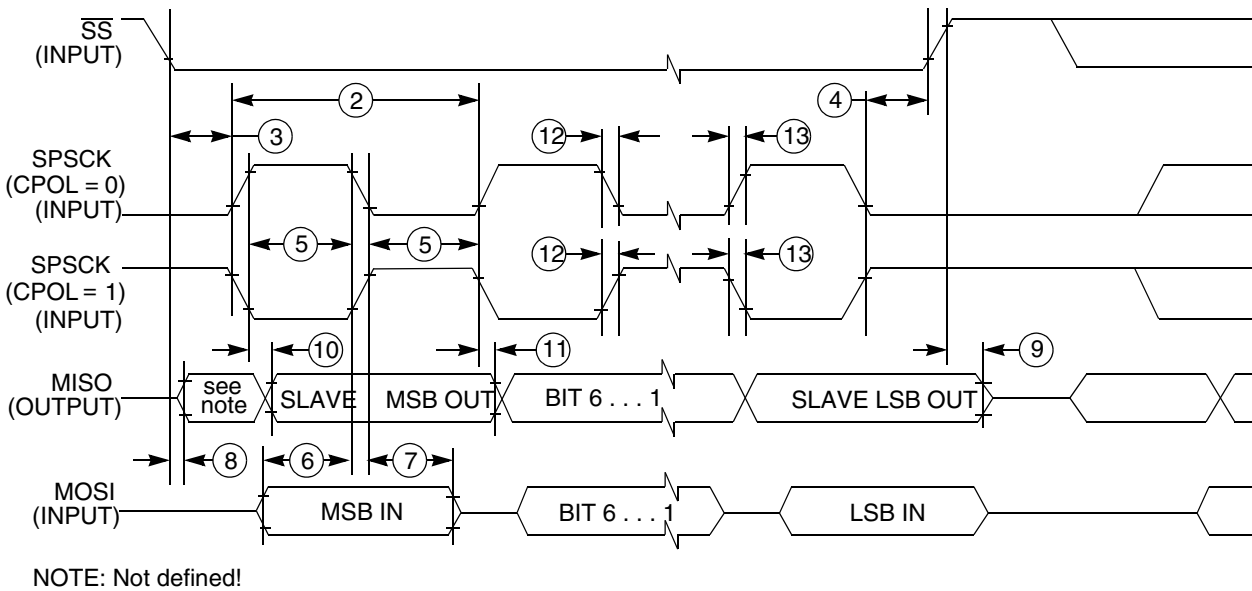 SS
(INPUT)
2
4
3
12
13
SPSCK
(CPOL = 0)
(INPUT)
5
5
12
13
SPSCK
(CPOL = 1)
(INPUT)
10
11
9
MISO
(OUTPUT)
see
note
SLAVE
MSB OUT
BIT 6 . . . 1
SLAVE LSB OUT
8
6
7
MOSI
(INPUT)
MSB IN
BIT 6 . . . 1
LSB IN
NOTE: Not defined!